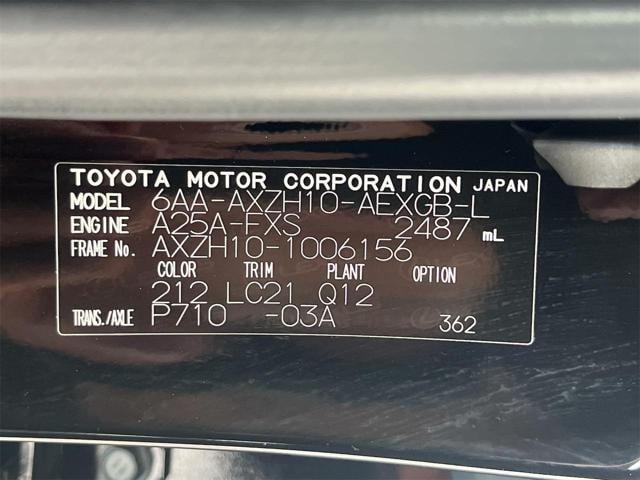 TOYOTA MOTOR CORPORATION JAPAN
MODEL 6AA-AXZH10-AEXGB-L
ENGINE A25A-FXS 2487 mL
FRAME No. AXZH10-1006156
COLOR TRIM PLANT OPTION
212 LC21 Q12
TRANS./AXLE P710 -03A 362